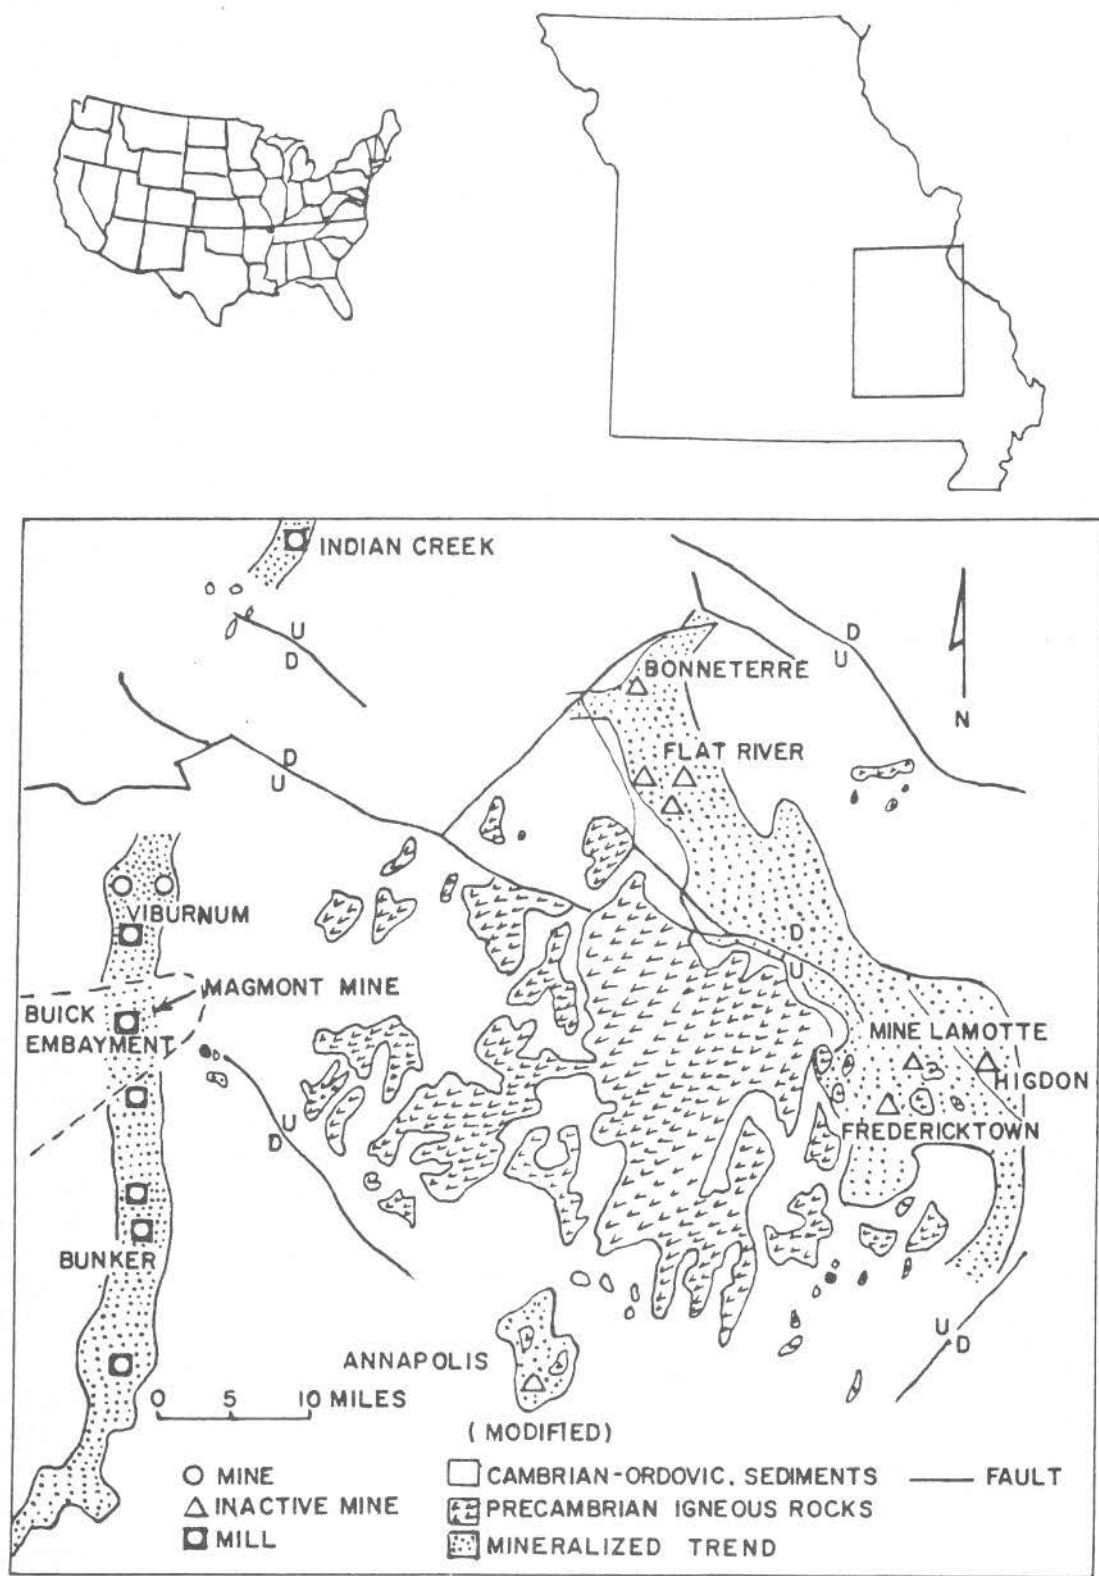 INDIAN CREEK
U
D
D
U
BONNETERRE
N
D
U
FLAT RIVER
VIBURNUM
D
U
MAGMONT MINE
BUICK
EMBAYMENT
MINE LAMOTTE
HIGDON
FREDERICKTOWN
U
D
BUNKER
U
D
ANNAPOLIS
0 5 10 MILES
(MODIFIED)
MINE
CAMBRIAN-ORDOVIC. SEDIMENTS
FAULT
INACTIVE MINE
PRECAMBRIAN IGNEOUS ROCKS
MILL
MINERALIZED TREND